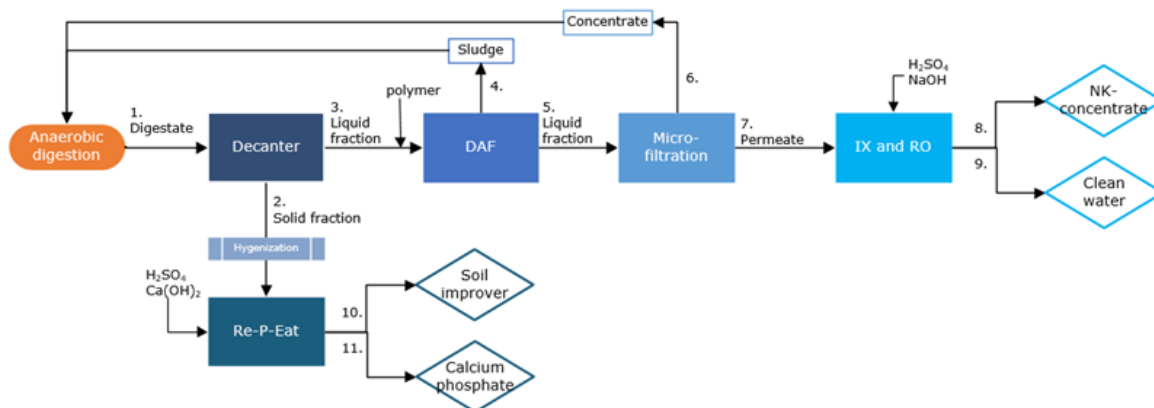 Concentrate
Sludge
H₂SO₄
NaOH
NK-
concentrate
polymer
4.
6.
1.
Digestate
3.
Liquid
fraction
5.
Liquid
fraction
7.
Permeate
8.
9.
Anaerobic
digestion
Decanter
DAF
Micro-
filtration
IX and RO
Clean
water
2.
Solid fraction
Hygenization
H₂SO₄
Ca(OH)₂
Re-P-Eat
10.
11.
Soil
improver
Calcium
phosphate